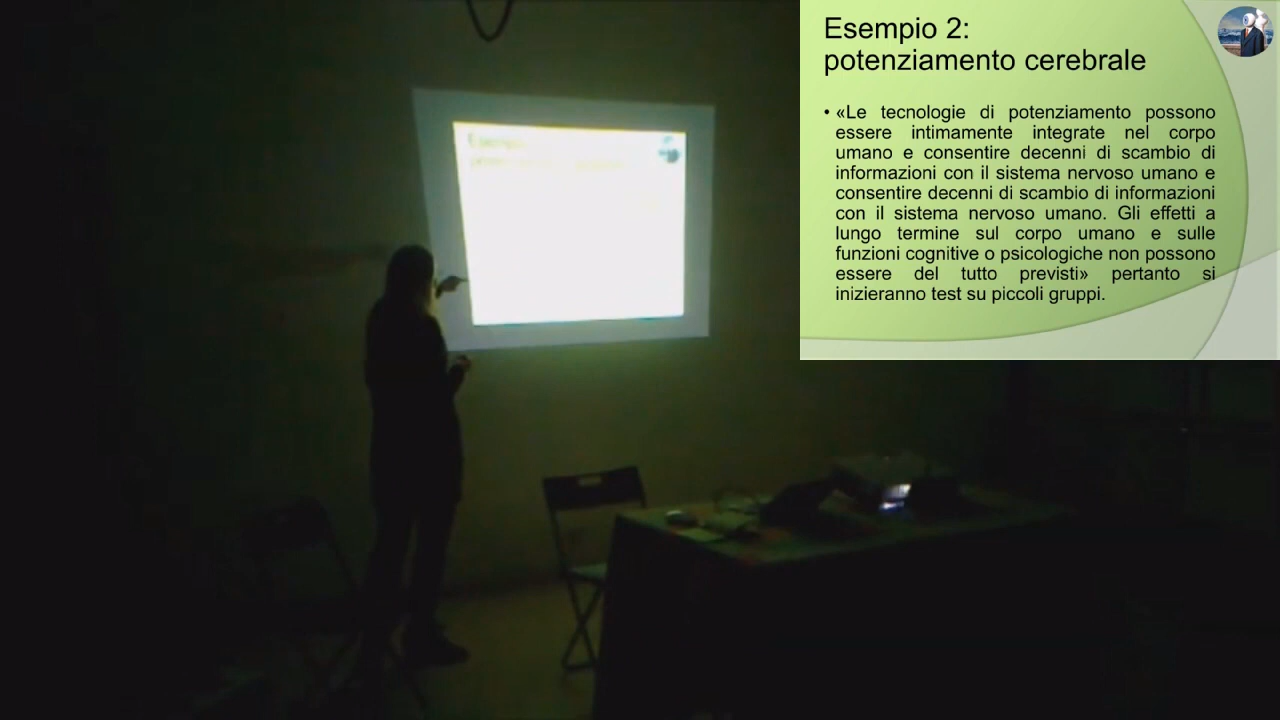 Esempio 2:
potenziamento cerebrale
• «Le tecnologie di potenziamento possono
essere intimamente integrate nel corpo
umano e consentire decenni di scambio di
informazioni con il sistema nervoso umano e
consentire decenni di scambio di informazioni
con il sistema nervoso umano. Gli effetti a
lungo termine sul corpo umano e sulle
funzioni cognitive o psicologiche non possono
essere del tutto previsti» pertanto si
inizieranno test su piccoli gruppi.